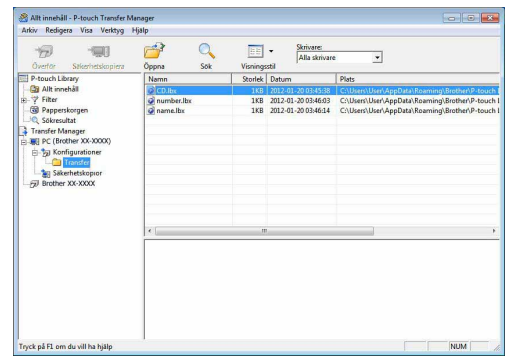 Allt innehåll - P-touch Transfer Manager
Arkiv Redigera Visa Verktyg Hjälp
Överför Säkerhetskopiera Öppna Sök Visningsstil
Skrivare:
Alla skrivare
P-touch Library
Allt innehåll
Filter
Papperskorgen
Sökresultat
Transfer Manager
PC (Brother XX-XXXX)
Konfigurationer
Transfer
Säkerhetskopior
Brother XX-XXXX
Namn Storlek Datum Plats
CD.lbx 1KB 2012-01-20 03:45:38 C:\Users\User\AppData\Roaming\Brother\P-touch
number.lbx 1KB 2012-01-20 03:46:03 C:\Users\User\AppData\Roaming\Brother\P-touch
name.lbx 1KB 2012-01-20 03:46:14 C:\Users\User\AppData\Roaming\Brother\P-touch
Tryck på F1 om du vill ha hjälp
NUM